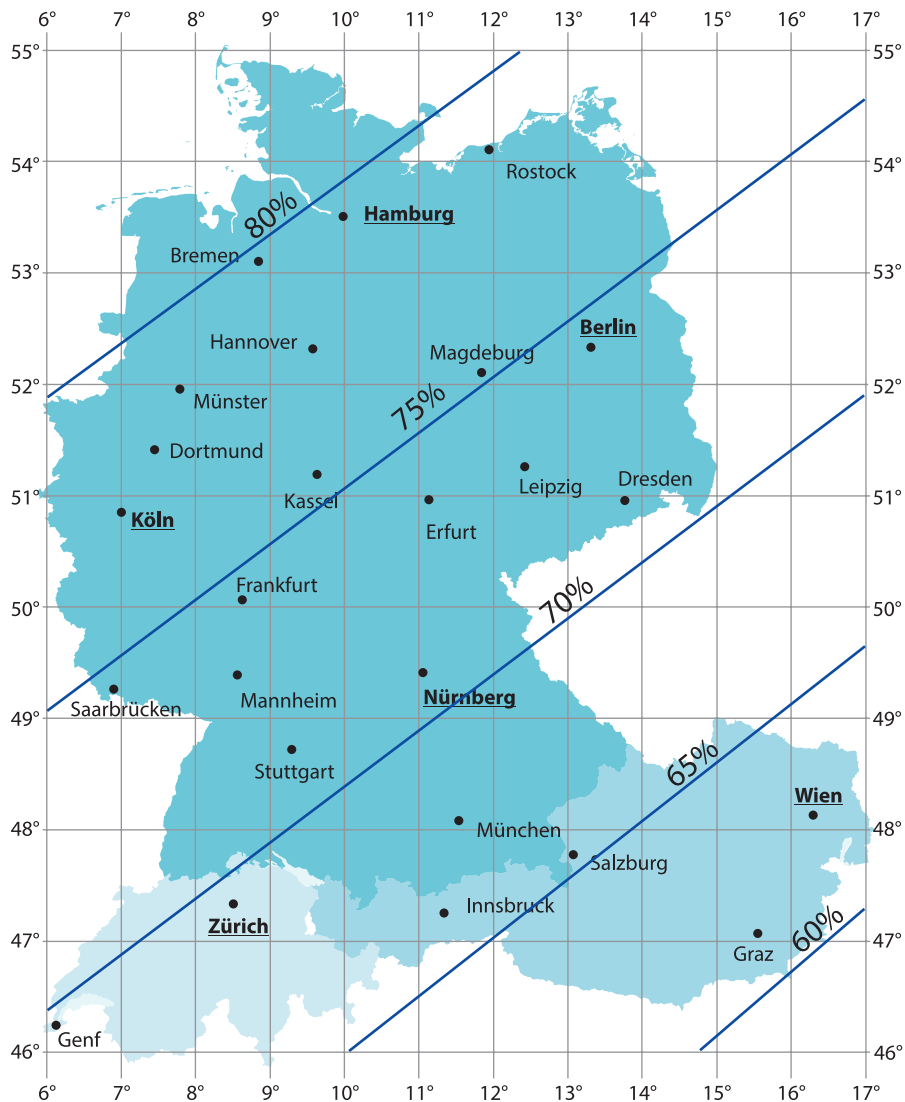 6° 7° 8° 9° 10° 11° 12° 13° 14° 15° 16° 17°
55° 55°
54° 54°
Rostock
80%
Hamburg
Bremen
53° 53°
Berlin
Hannover
Magdeburg
52° 52°
75%
Münster
Dortmund
Dresden
Leipzig
51° 51°
Kassel
Köln
Erfurt
Frankfurt
70%
50° 50°
Nürnberg
Mannheim
Saarbrücken
49° 49°
65%
Stuttgart
Wien
48° 48°
München
Salzburg
Innsbruck
Zürich
60%
47° 47°
Graz
Genf
46° 46°
6° 7° 8° 9° 10° 11° 12° 13° 14° 15° 16° 17°